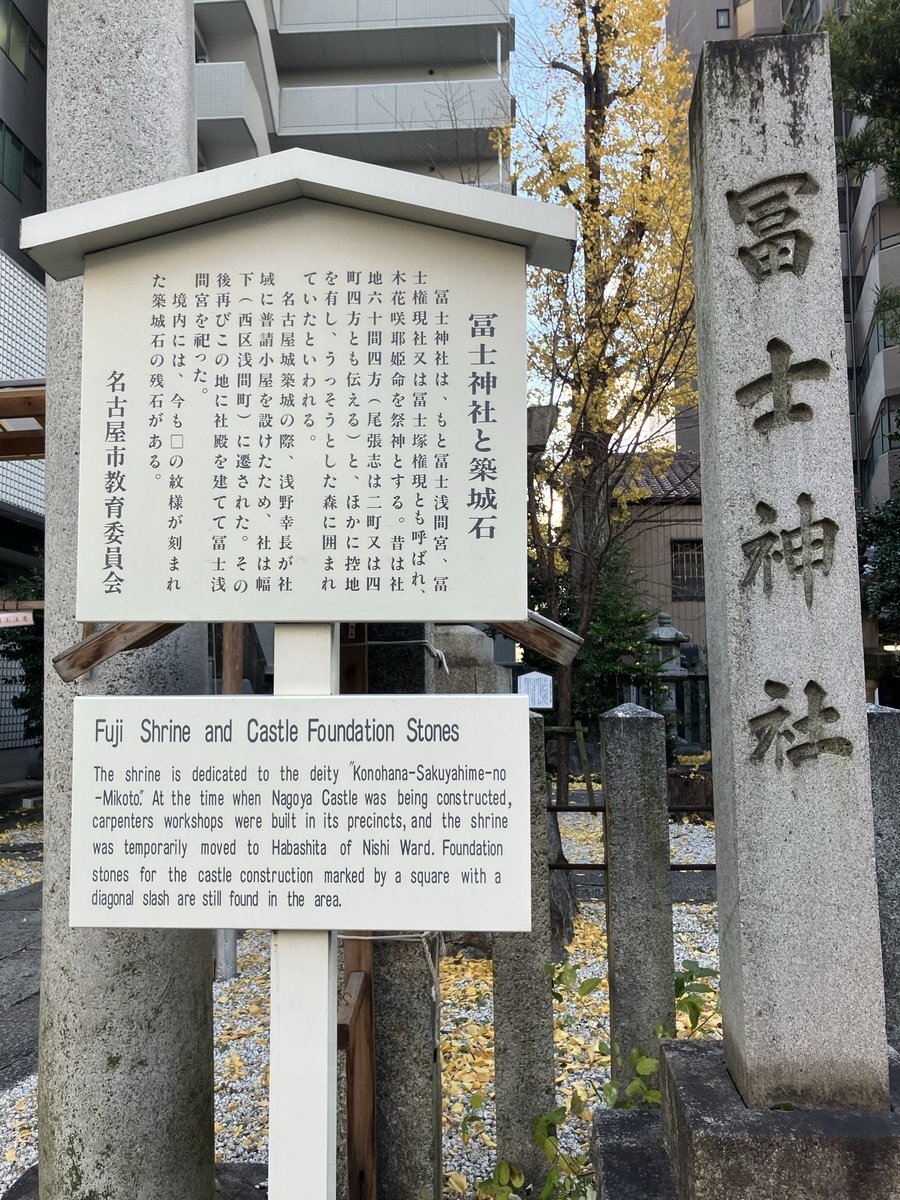 冨士神社と築城石
冨士神社は、もと冨士浅間宮、冨
士権現社又は冨士塚権現とも呼ばれ、
木花咲耶姫命を祭神とする。昔は社
地六十間四方(尾張志は二町又は四
町四方とも伝える)と、ほかに控地
を有し、うっそうとした森に囲まれ
ていたといわれる。
名古屋城築城の際、浅野幸長が社
域に普請小屋を設けたため、社は幅
下(西区浅間町)に遷された。その
後再びこの地に社殿を建てて冨士浅
間宮を祀った。
境内には、今も□の紋様が刻まれ
た築城石の残石がある。
名古屋市教育委員会
Fuji Shrine and Castle Foundation Stones
The shrine is dedicated to the deity "Konohana-Sakuyahime-no
-Mikoto." At the time when Nagoya Castle was being constructed,
carpenters workshops were built in its precincts, and the shrine
was temporarily moved to Habashita of Nishi Ward. Foundation
stones for the castle construction marked by a square with a
diagonal slash are still found in the area.
冨士神社